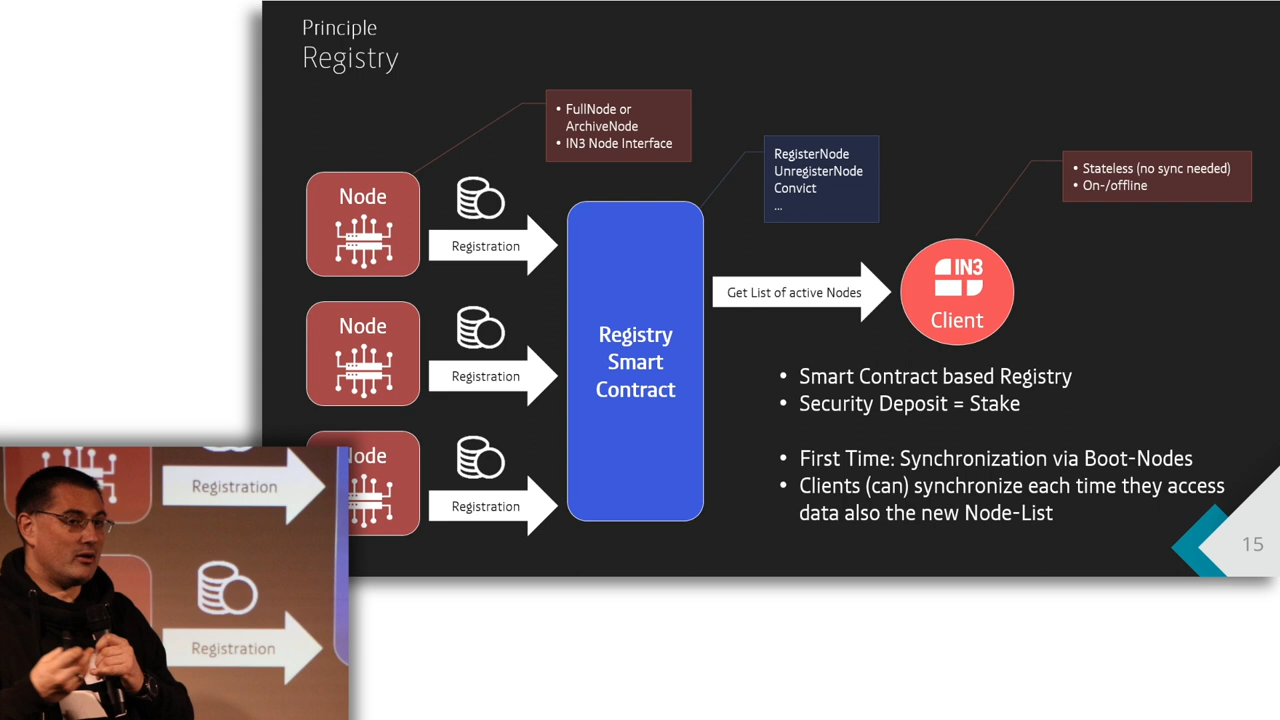 Principle
Registry
• FullNode or
ArchiveNode
• IN3 Node Interface
RegisterNode
UnregisterNode
Convict
...
• Stateless (no sync needed)
• On-/offline
Node
Registration
Node
Registration
Node
Registration
Registry
Smart
Contract
Get List of active Nodes
IN3
Client
• Smart Contract based Registry
• Security Deposit = Stake
• First Time: Synchronization via Boot-Nodes
• Clients (can) synchronize each time they access
data also the new Node-List
15
Registration
Registration